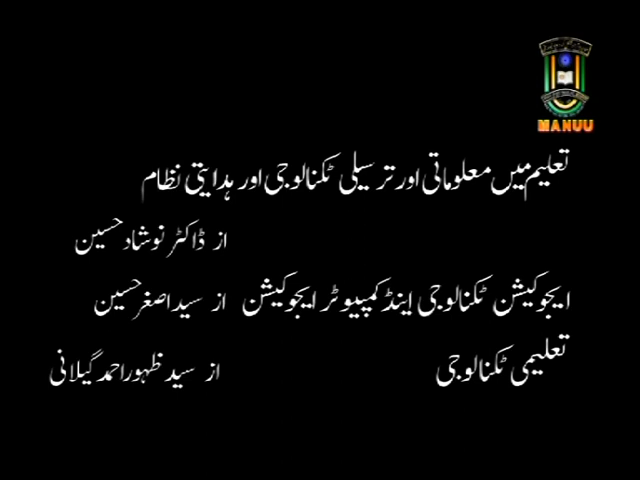 MANUU
تعلیم میں معلوماتی اور ترسیلی ٹکنالوجی اور ہدایتی نظام
از ڈاکٹر نوشاد حسین
ایجوکیشن ٹکنالوجی اینڈ کمپیوٹر ایجوکیشن از سید اصغر حسین
تعلیمی ٹکنالوجی از سید ظہور احمد گیلانی